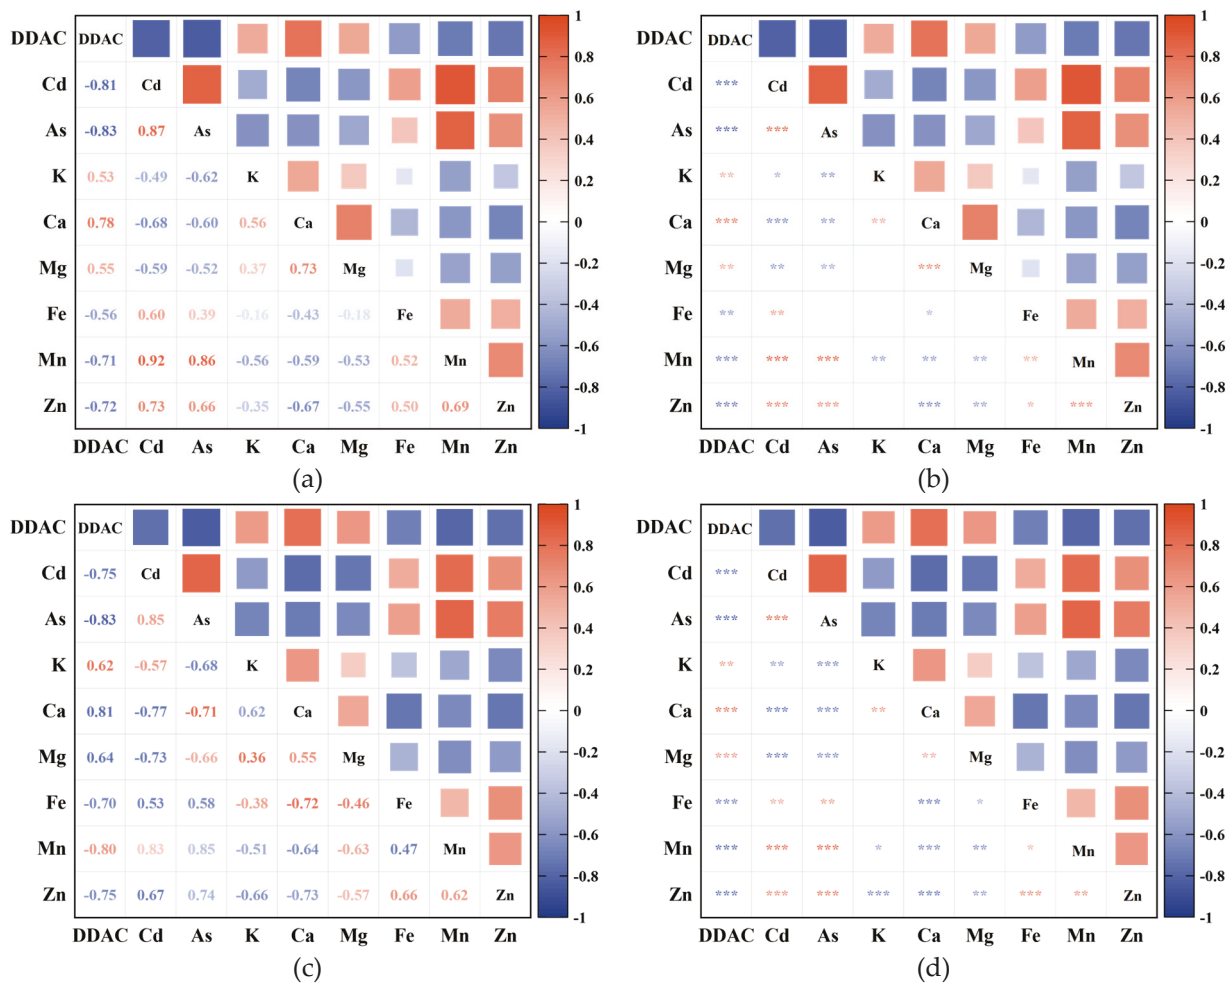 DDAC DDAC
Cd -0.81 Cd
As -0.83 0.87 As
K 0.53 -0.49 -0.62 K
Ca 0.78 -0.68 -0.60 0.56 Ca
Mg 0.55 -0.59 -0.52 0.37 0.73 Mg
Fe -0.56 0.60 0.39 -0.16 -0.43 -0.18 Fe
Mn -0.71 0.92 0.86 -0.56 -0.59 -0.53 0.52 Mn
Zn -0.72 0.73 0.66 -0.35 -0.67 -0.55 0.50 0.69 Zn
DDAC Cd As K Ca Mg Fe Mn Zn
1
0.8
0.6
0.4
0.2
0
-0.2
-0.4
-0.6
-0.8
-1
(a)
DDAC DDAC
Cd *** Cd
As *** *** As
K ** * ** K
Ca *** *** ** ** Ca
Mg ** ** ** *** Mg
Fe ** ** * Fe
Mn *** *** *** ** ** ** ** Mn
Zn *** *** *** *** ** * *** Zn
DDAC Cd As K Ca Mg Fe Mn Zn
1
0.8
0.6
0.4
0.2
0
-0.2
-0.4
-0.6
-0.8
-1
(b)
DDAC DDAC
Cd -0.75 Cd
As -0.83 0.85 As
K 0.62 -0.57 -0.68 K
Ca 0.81 -0.77 -0.71 0.62 Ca
Mg 0.64 -0.73 -0.66 0.36 0.55 Mg
Fe -0.70 0.53 0.58 -0.38 -0.72 -0.46 Fe
Mn -0.80 0.83 0.85 -0.51 -0.64 -0.63 0.47 Mn
Zn -0.75 0.67 0.74 -0.66 -0.73 -0.57 0.66 0.62 Zn
DDAC Cd As K Ca Mg Fe Mn Zn
1
0.8
0.6
0.4
0.2
0
-0.2
-0.4
-0.6
-0.8
-1
(c)
DDAC DDAC
Cd *** Cd
As *** *** As
K ** ** *** K
Ca *** *** *** ** Ca
Mg *** *** *** ** Mg
Fe *** ** ** *** * Fe
Mn *** *** *** * *** ** * Mn
Zn *** *** *** *** *** ** *** ** Zn
DDAC Cd As K Ca Mg Fe Mn Zn
1
0.8
0.6
0.4
0.2
0
-0.2
-0.4
-0.6
-0.8
-1
(d)